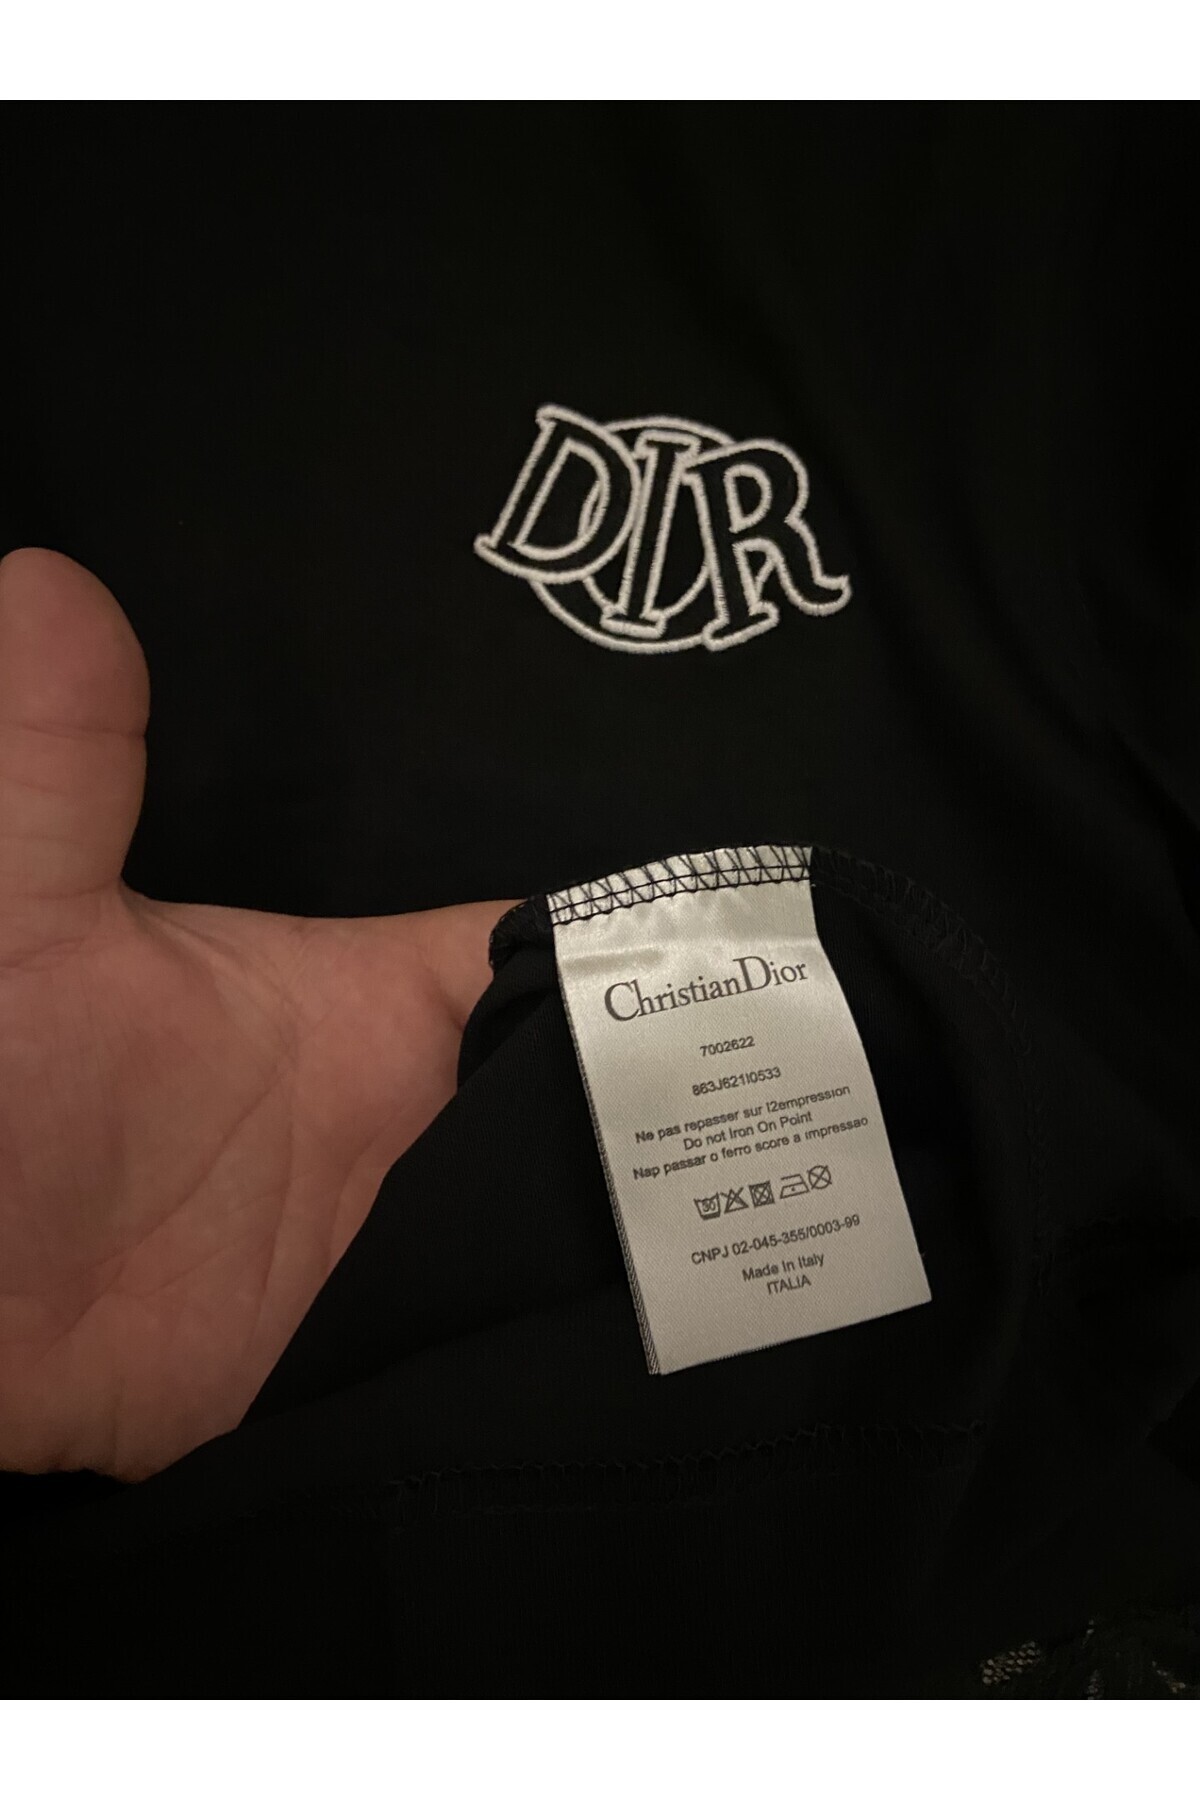 DIOR
ChristianDior
7002622
863J621I0533
Ne pas repasser sur l2empression
Do not Iron On Point
Nap passar o ferro score a impressao
30
CNPJ 02-045-355/0003-99
Made In Italy
ITALIA